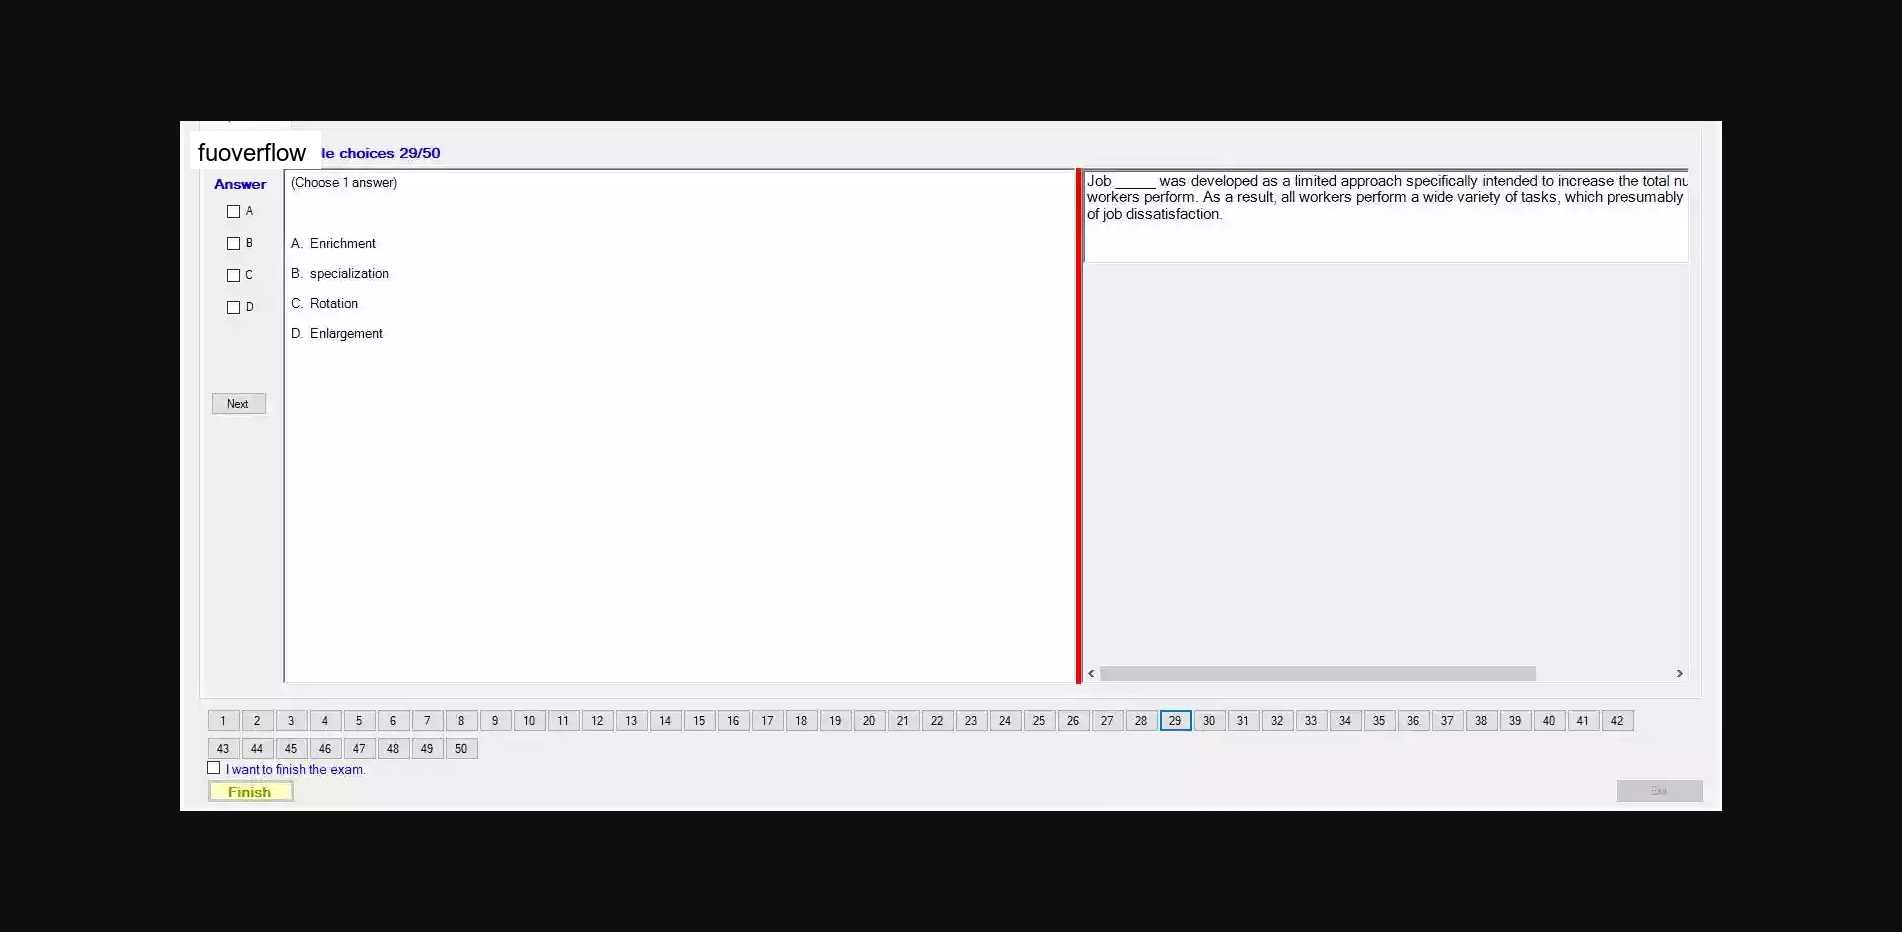 fuoverflow
le choices 29/50
Answer
A
B
C
D
Next
(Choose 1 answer)
A. Enrichment
B. specialization
C. Rotation
D. Enlargement
Job _____ was developed as a limited approach specifically intended to increase the total nu
workers perform. As a result, all workers perform a wide variety of tasks, which presumably
of job dissatisfaction.
1 2 3 4 5 6 7 8 9 10 11 12 13 14 15 16 17 18 19 20 21 22 23 24 25 26 27 28 29 30 31 32 33 34 35 36 37 38 39 40 41 42
43 44 45 46 47 48 49 50
I want to finish the exam.
Finish
Exit